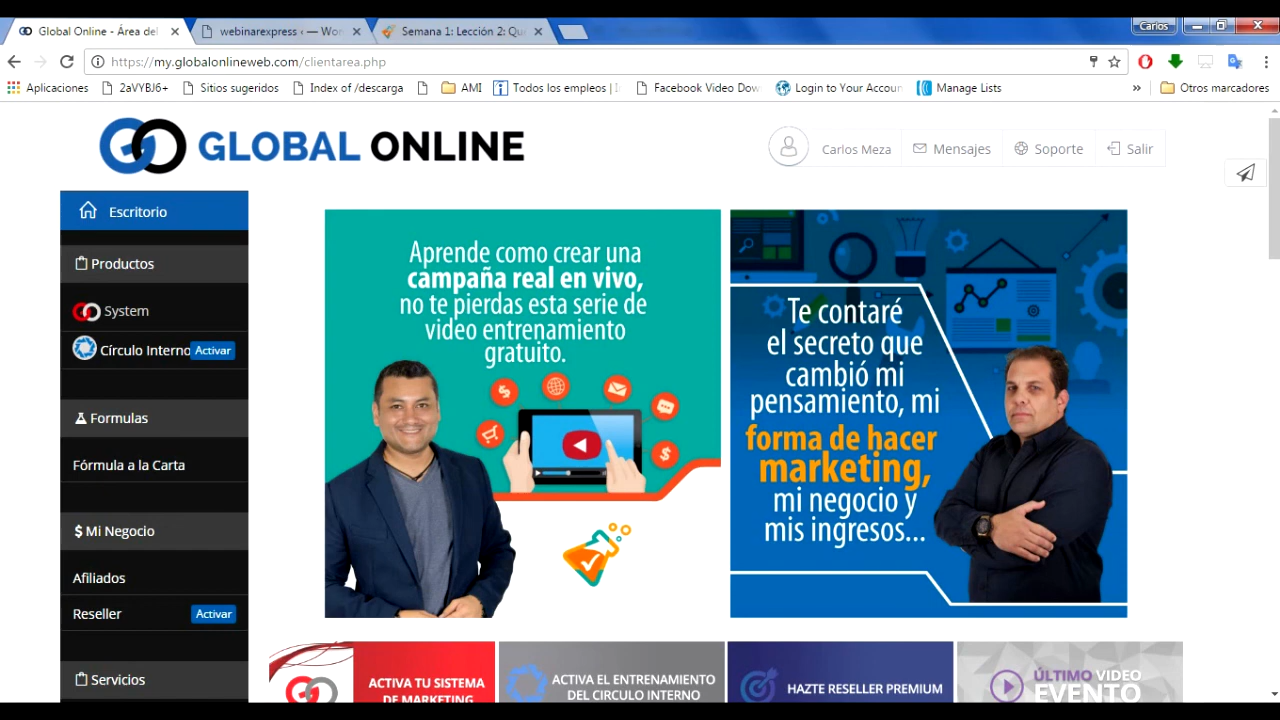 Carlos
Global Online - Área del
webinarexpress ‹ — Wor
Semana 1: Lección 2: Qu
https://my.globalonlineweb.com/clientarea.php
Aplicaciones
2aVYBJ6+
Sitios sugeridos
Index of /descarga
AMI
Todos los empleos |
Facebook Video Dow
Login to Your Accoun
Manage Lists
»
Otros marcadores
GLOBAL ONLINE
Carlos Meza
Mensajes
Soporte
Salir
Escritorio
Productos
System
Círculo Interno Activar
Formulas
Fórmula a la Carta
$ Mi Negocio
Afiliados
Reseller Activar
Servicios
Aprende como crear una
campaña real en vivo,
no te pierdas esta serie de
video entrenamiento
gratuito.
Te contaré
el secreto que
cambió mi
pensamiento, mi
forma de hacer
marketing,
mi negocio y
mis ingresos...
ACTIVA TU SISTEMA
DE MARKETING
ACTIVA EL ENTRENAMIENTO
DEL CIRCULO INTERNO
HAZTE RESELLER PREMIUM
ÚLTIMO VIDEO
EVENTO